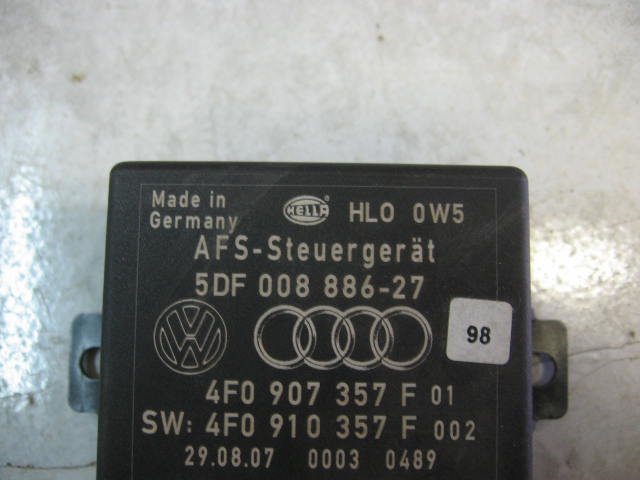 Made in
Germany
HELLA ® HLO 0W5
AFS-Steuergerät
5DF 008 886-27
98
4F0 907 357 F 01
SW: 4F0 910 357 F 002
29.08.07 0003 0489